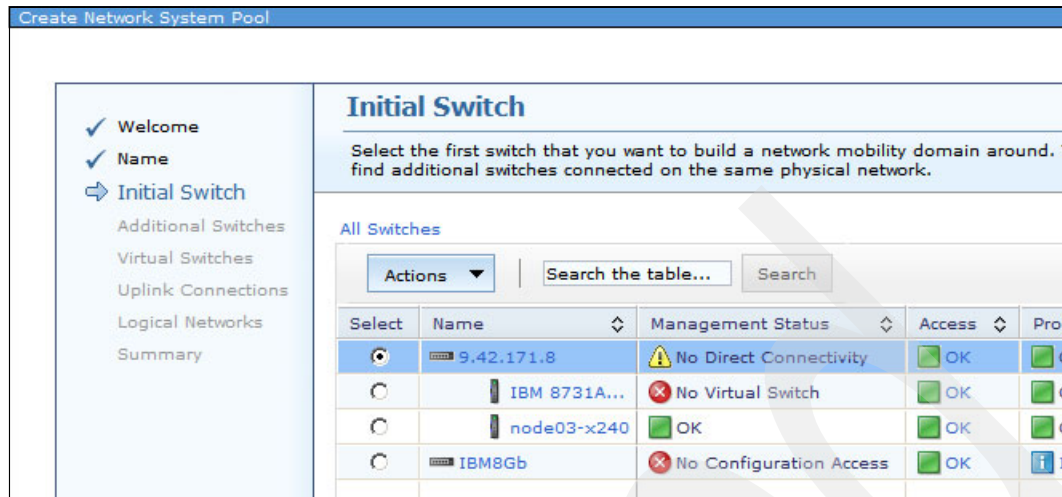 Create Network System Pool
Welcome
Name
Initial Switch
Additional Switches
Virtual Switches
Uplink Connections
Logical Networks
Summary
Initial Switch
Select the first switch that you want to build a network mobility domain around.
find additional switches connected on the same physical network.
All Switches
Actions Search the table... Search
Select Name Management Status Access Pro
9.42.171.8 No Direct Connectivity OK
IBM 8731A... No Virtual Switch OK
node03-x240 OK OK
IBM8Gb No Configuration Access OK